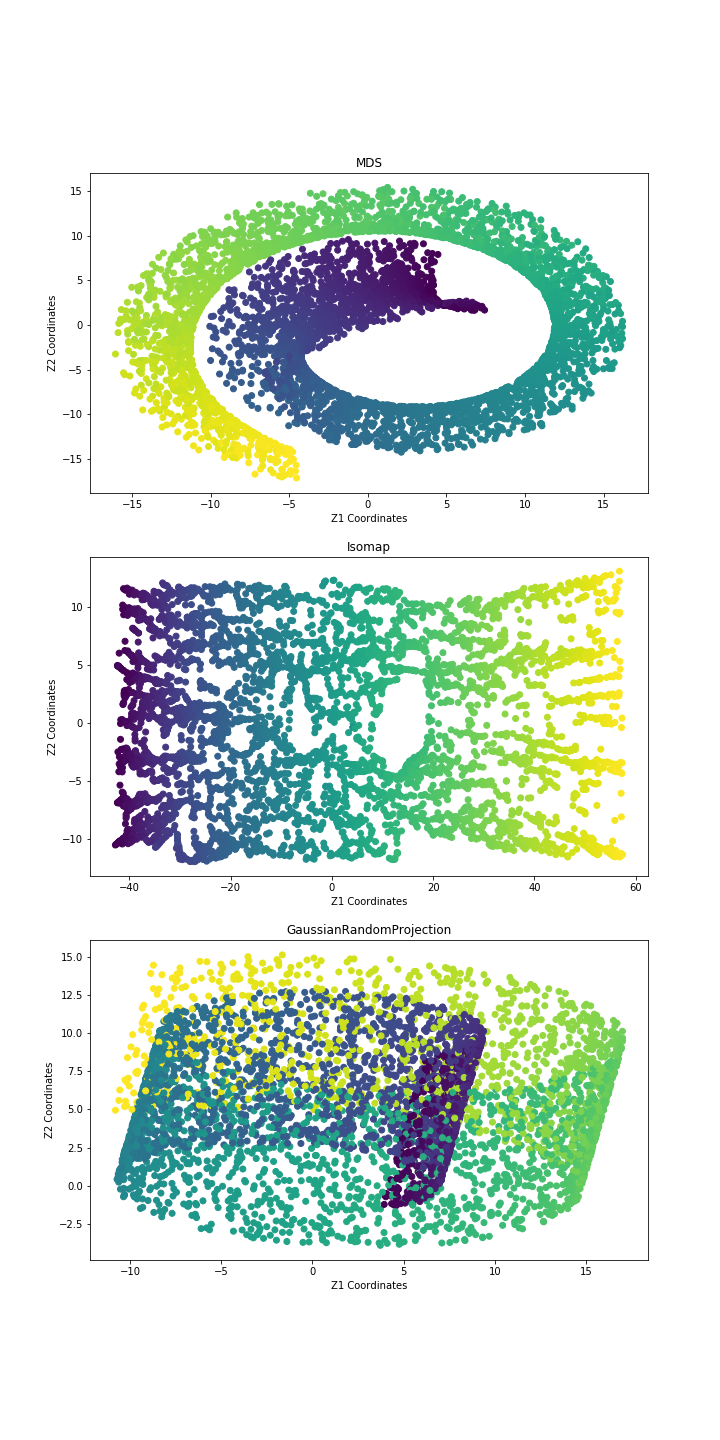 MDS
15
10
5
0
−5
−10
−15
Z2 Coordinates
−15 −10 −5 0 5 10 15
Z1 Coordinates
Isomap
10
5
0
−5
−10
Z2 Coordinates
−40 −20 0 20 40 60
Z1 Coordinates
GaussianRandomProjection
15.0
12.5
10.0
7.5
5.0
2.5
0.0
−2.5
Z2 Coordinates
−10 −5 0 5 10 15
Z1 Coordinates